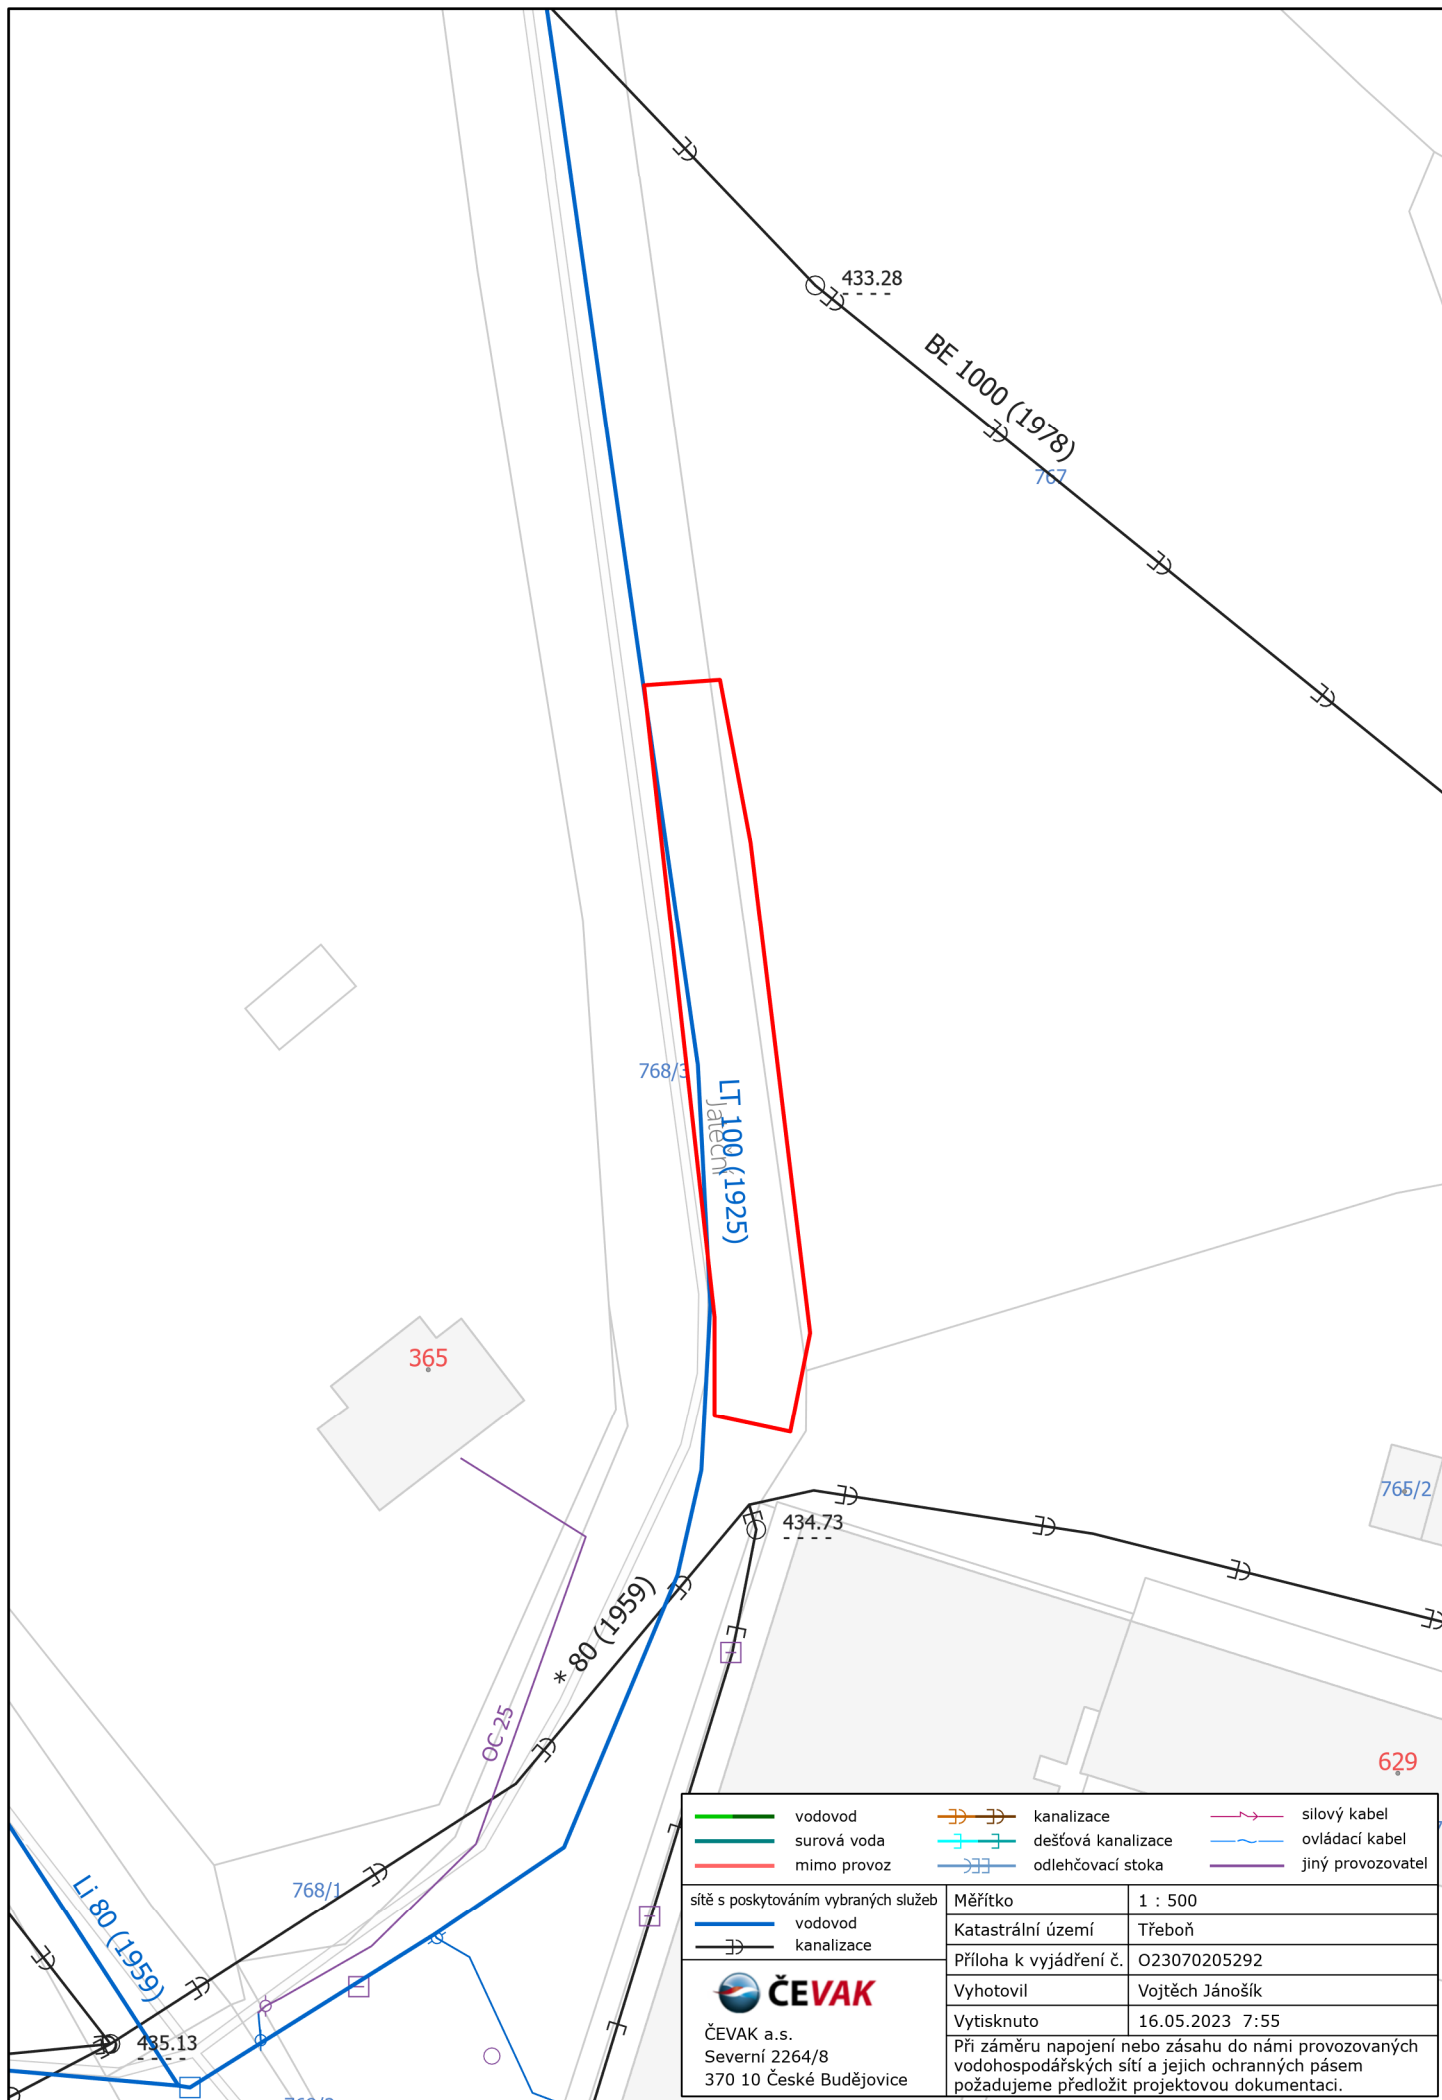 433.28
BE 1000 (1978)
767
768/3
LT 100 (1925)
Jateční
365
765/2
434.73
* 80 (1959)
OC 25
629
768/1
Li 80 (1959)
435.13
vodovod
surová voda
mimo provoz
kanalizace
dešťová kanalizace
odlehčovací stoka
silový kabel
ovládací kabel
jiný provozovatel
sítě s poskytováním vybraných služeb
vodovod
kanalizace
Měřítko 1 : 500
Katastrální území Třeboň
Příloha k vyjádření č. O23070205292
Vyhotovil Vojtěch Jánošík
Vytisknuto 16.05.2023 7:55
ČEVAK
ČEVAK a.s.
Severní 2264/8
370 10 České Budějovice
Při záměru napojení nebo zásahu do námi provozovaných
vodohospodářských sítí a jejich ochranných pásem
požadujeme předložit projektovou dokumentaci.